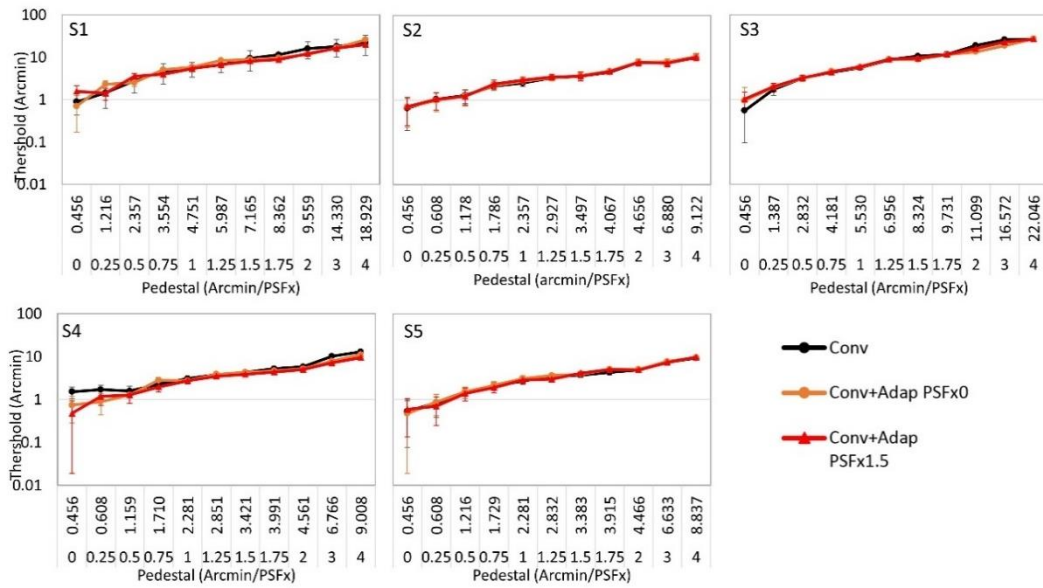 S1
S2
S3
Thershold (Arcmin)
100
10
1
0.1
0.01
0.456 1.216 2.357 3.554 4.751 5.987 7.165 8.362 9.559 14.330 18.929
0 0.25 0.5 0.75 1 1.25 1.5 1.75 2 3 4
Pedestal (Arcmin/PSFx)
0.456 0.608 1.178 1.786 2.357 2.927 3.497 4.067 4.656 6.880 9.122
0 0.25 0.5 0.75 1 1.25 1.5 1.75 2 3 4
Pedestal (arcmin/PSFx)
0.456 1.387 2.832 4.181 5.530 6.956 8.324 9.731 11.099 16.572 22.046
0 0.25 0.5 0.75 1 1.25 1.5 1.75 2 3 4
Pedestal (Arcmin/PSFx)
S4
S5
Thershold (Arcmin)
100
10
1
0.1
0.01
0.456 0.608 1.159 1.710 2.281 2.851 3.421 3.991 4.561 6.766 9.008
0 0.25 0.5 0.75 1 1.25 1.5 1.75 2 3 4
Pedestal (Arcmin/PSFx)
0.456 0.608 1.216 1.729 2.281 2.832 3.383 3.915 4.466 6.633 8.837
0 0.25 0.5 0.75 1 1.25 1.5 1.75 2 3 4
Pedestal (Arcmin/PSFx)
Conv
Conv+Adap PSFx0
Conv+Adap
PSFx1.5